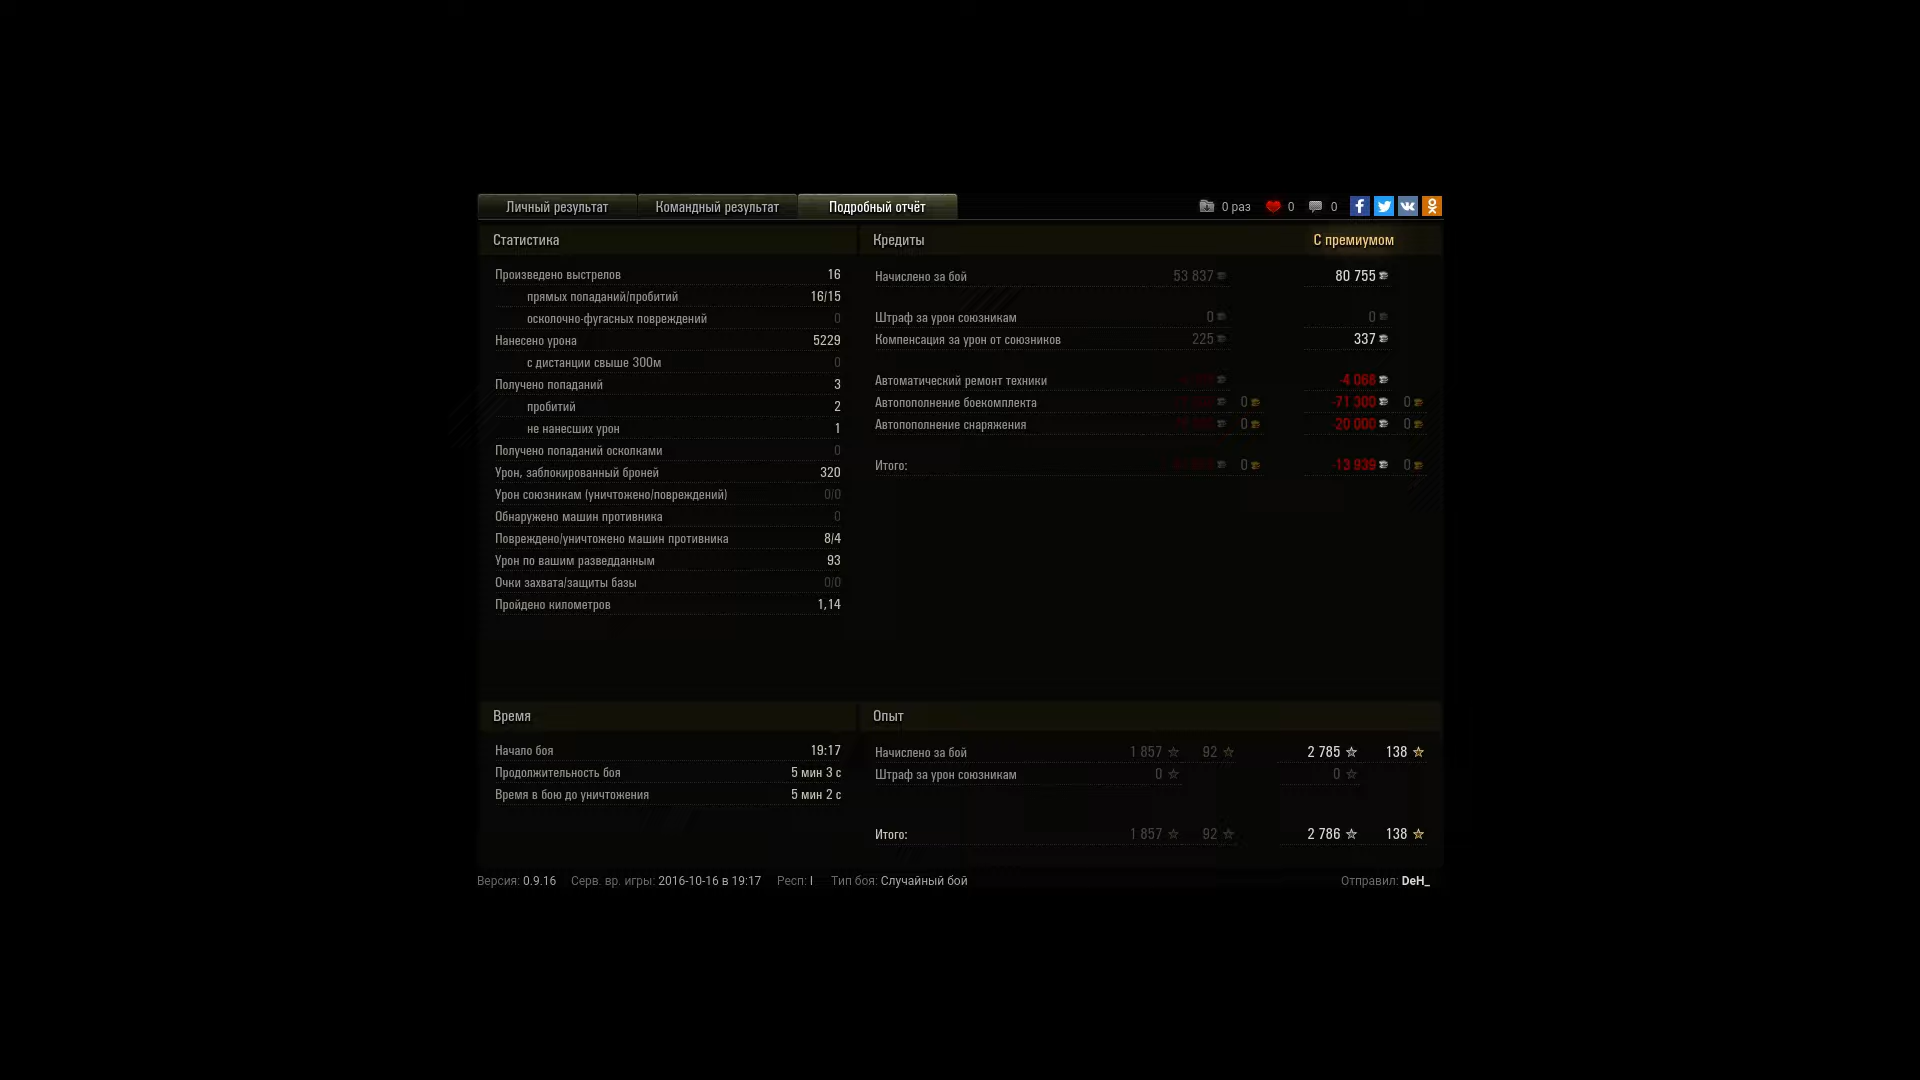 Личный результат Командный результат Подробный отчёт 0 раз 0 0
Статистика
Произведено выстрелов 16
прямых попаданий/пробитий 16/15
осколочно-фугасных повреждений 0
Нанесено урона 5229
с дистанции свыше 300м 0
Получено попаданий 3
пробитий 2
не нанесших урон 1
Получено попаданий осколками 0
Урон, заблокированный броней 320
Урон союзникам (уничтожено/повреждений) 0/0
Обнаружено машин противника 0
Повреждено/уничтожено машин противника 8/4
Урон по вашим разведданным 93
Очки захвата/защиты базы 0/0
Пройдено километров 1,14
Кредиты С премиумом
Начислено за бой 53 837 80 755
Штраф за урон союзникам 0 0
Компенсация за урон от союзников 225 337
Автоматический ремонт техники -4 066
Автопополнение боекомплекта 0 -71 300 0
Автопополнение снаряжения 0 -20 000 0
Итого: 0 -13 939 0
Время
Начало боя 19:17
Продолжительность боя 5 мин 3 с
Время в бою до уничтожения 5 мин 2 с
Опыт
Начислено за бой 1 857 92 2 785 138
Штраф за урон союзникам 0 0
Итого: 1 857 92 2 786 138
Версия: 0.9.16 Серв. вр. игры: 2016-10-16 в 19:17 Респ: I Тип боя: Случайный бой Отправил: DeH_